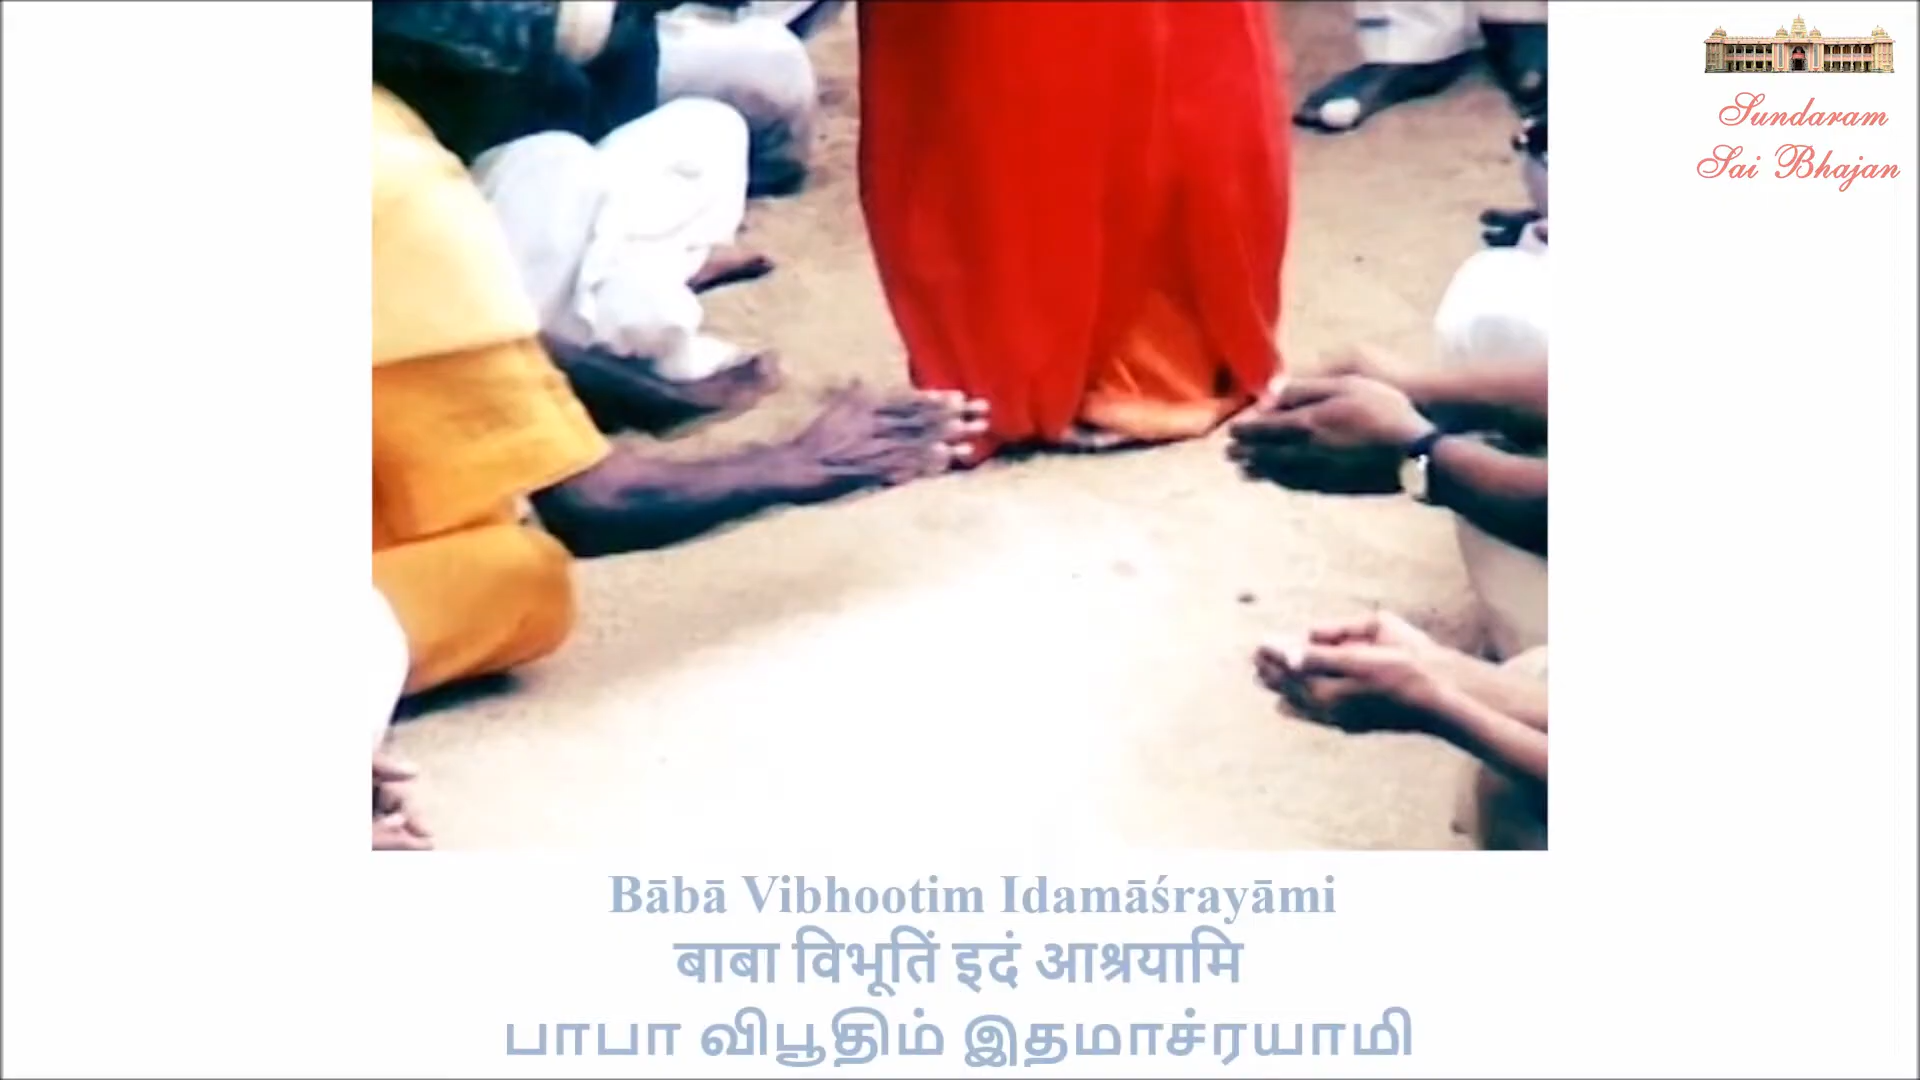 Sundaram
Sai Bhajan
Bābā Vibhootim Idamāśrayāmi
बाबा विभूतिं इदं आश्रयामि
பாபா விபூதிம் இதமாச்ரயாமி